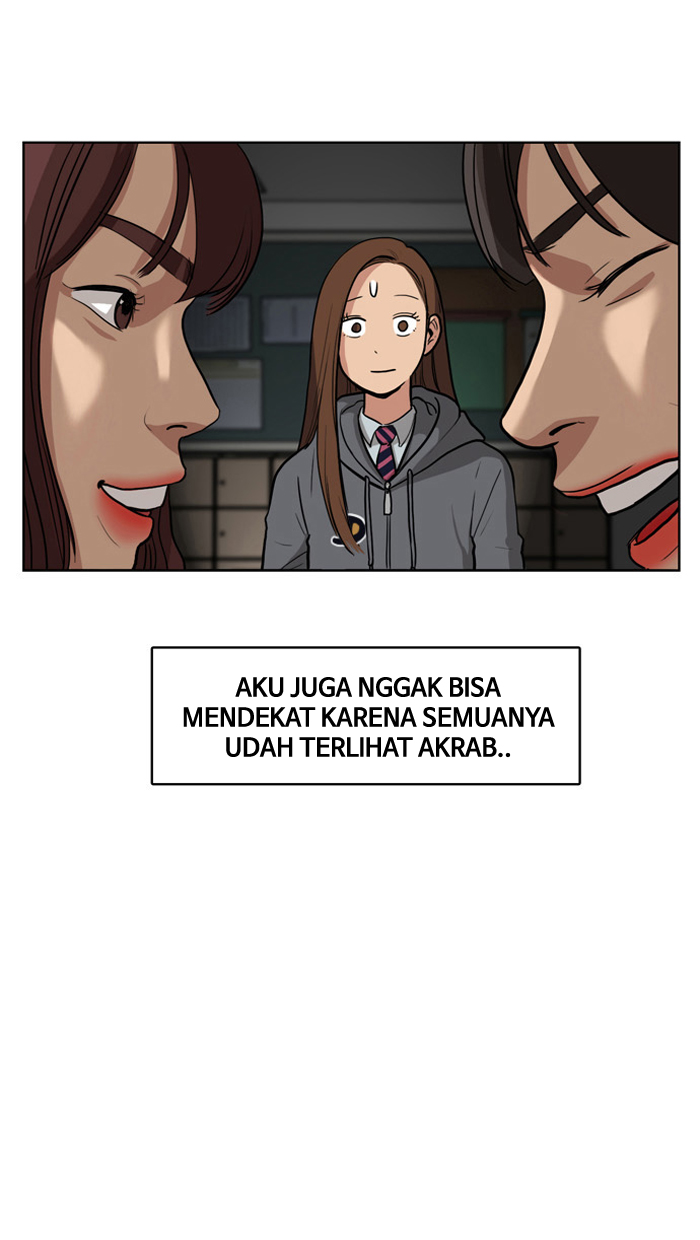 AKU JUGA NGGAK BISA
MENDEKAT KARENA SEMUANYA
UDAH TERLIHAT AKRAB..